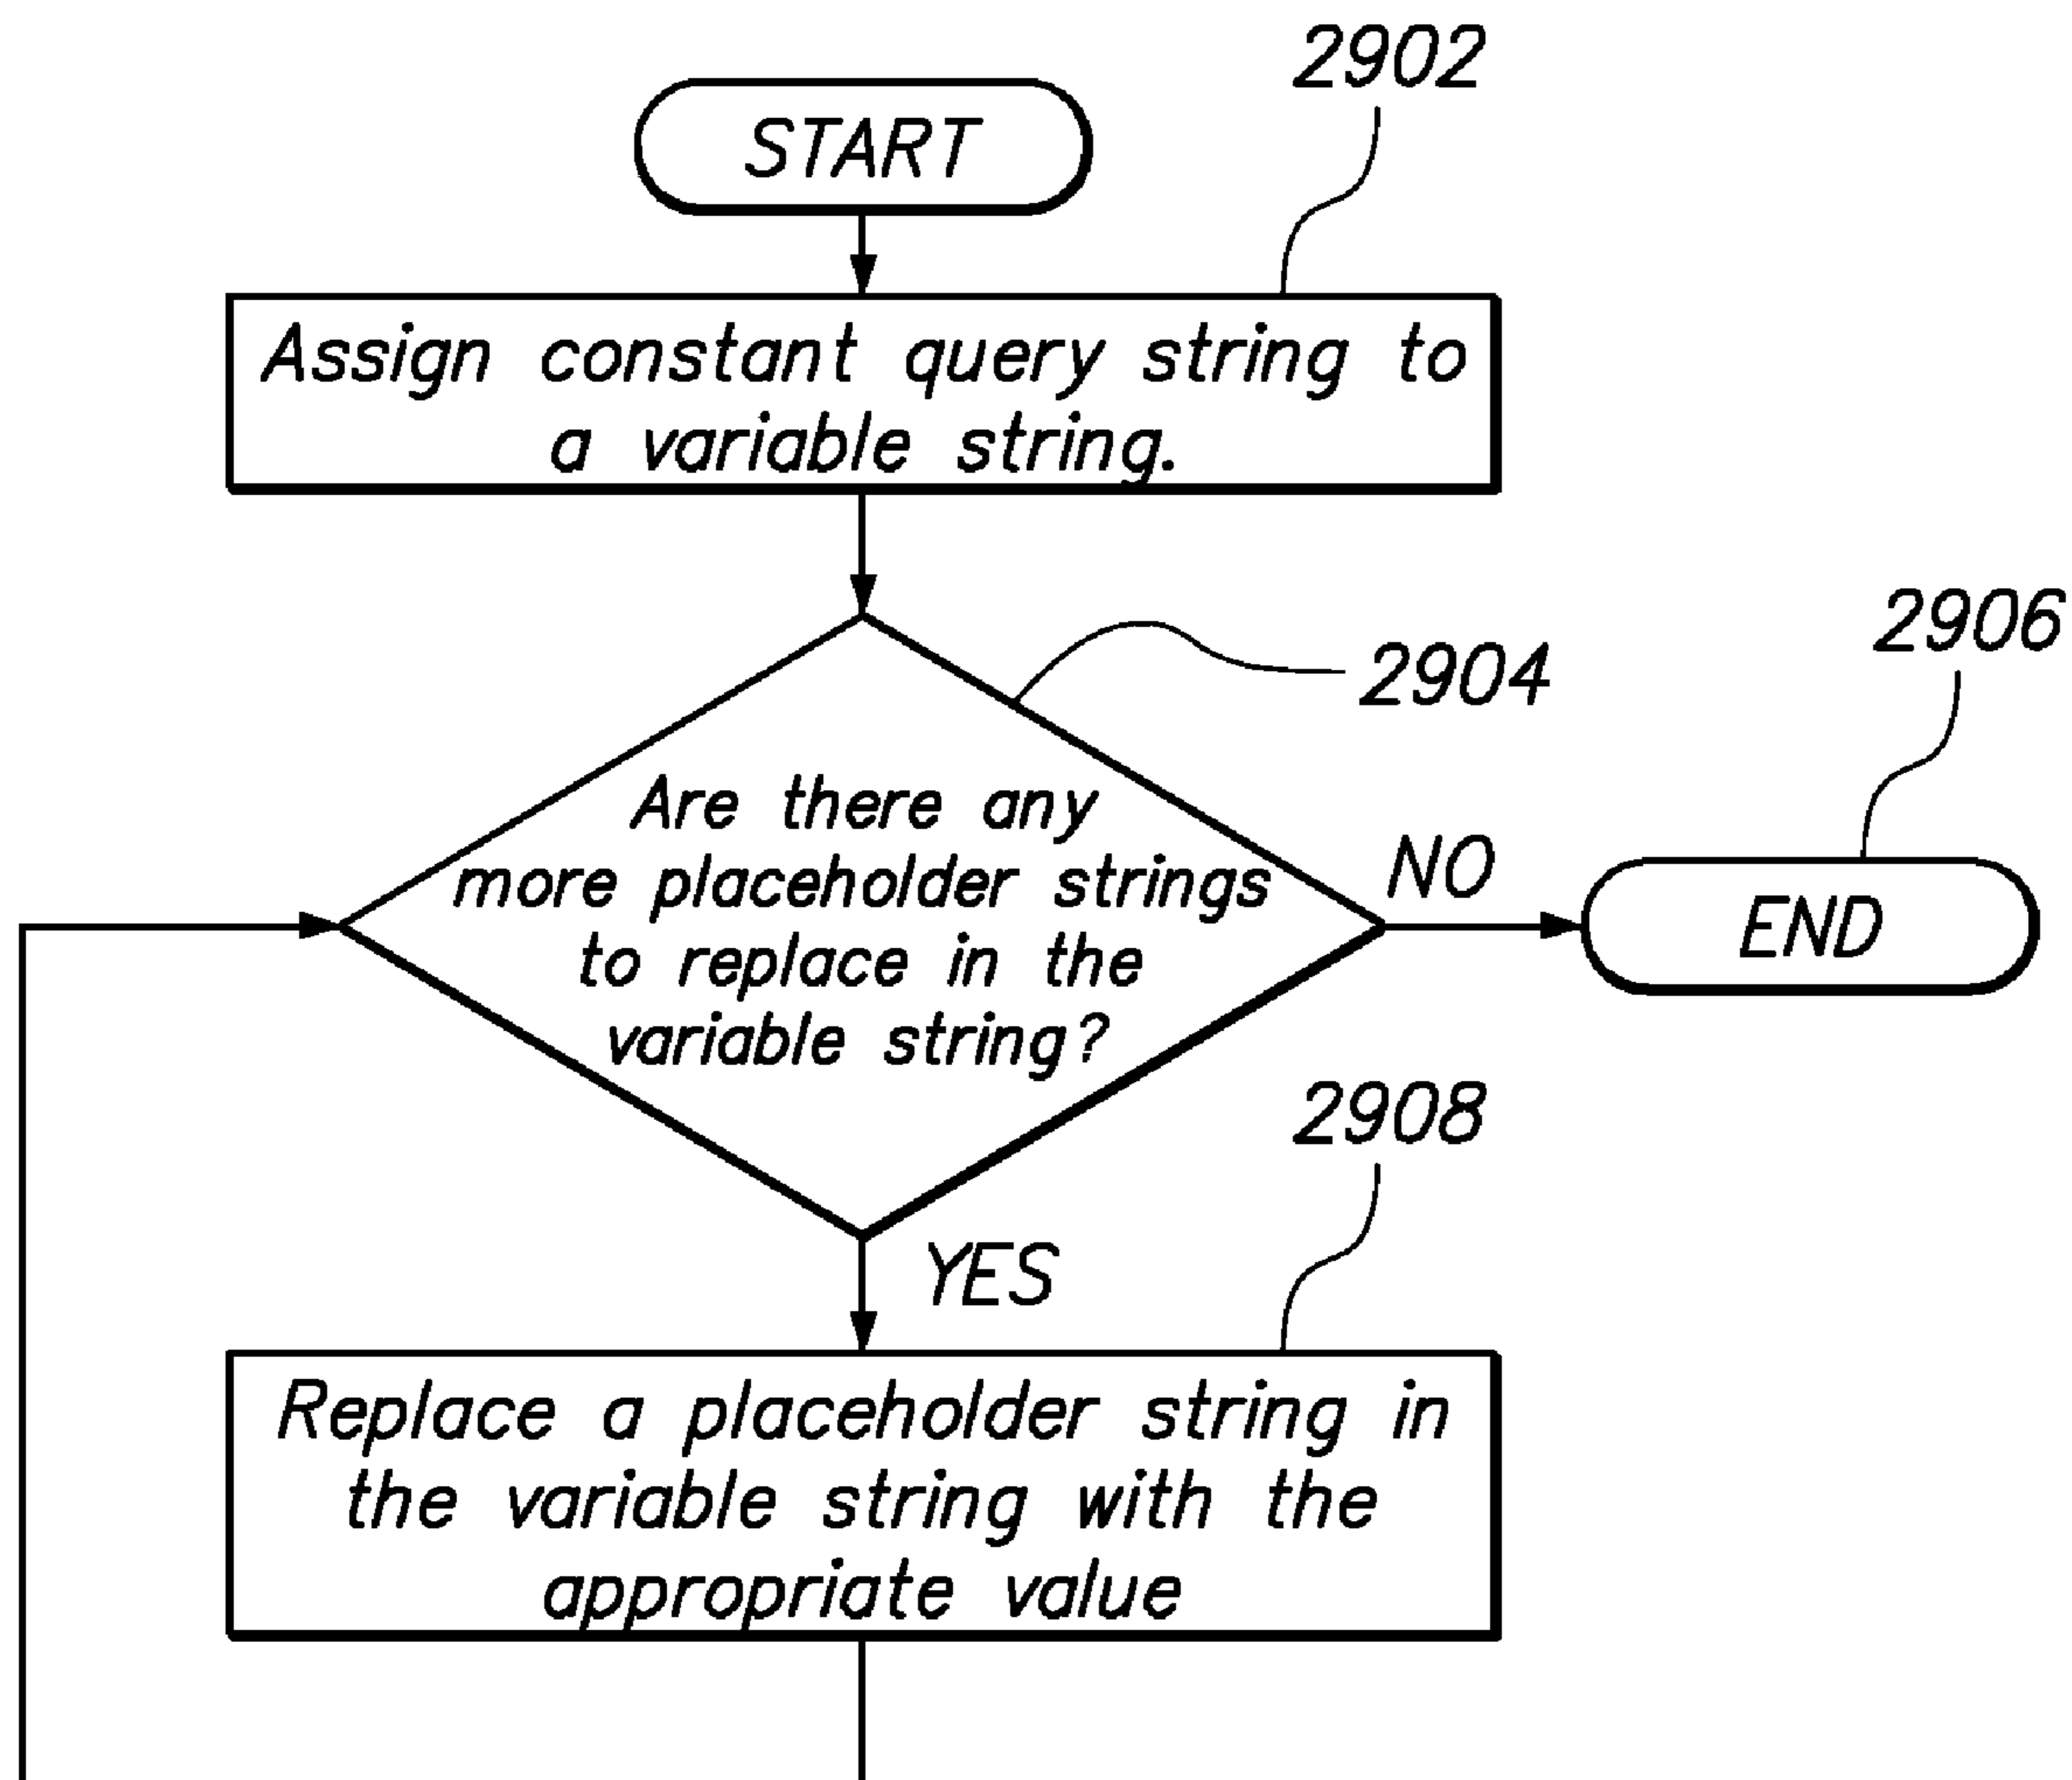 2902
START
Assign constant query string to
a variable string.
2904
2906
Are there any
more placeholder strings
to replace in the
variable string?
NO
END
2908
YES
Replace a placeholder string in
the variable string with the
appropriate value